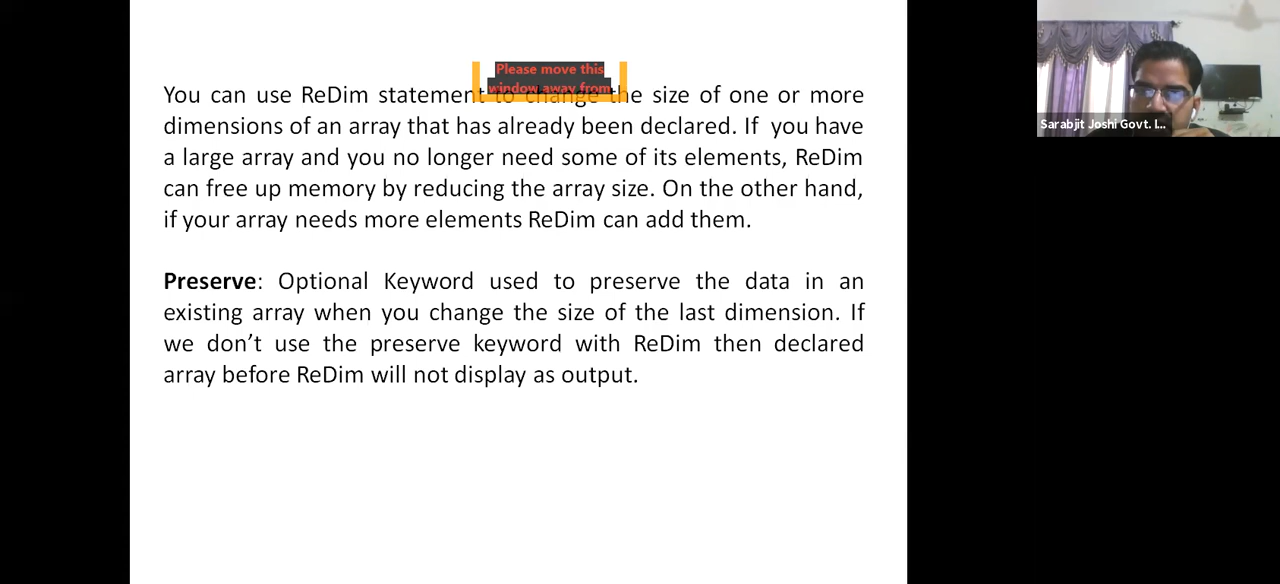 Please move this
window away from
You can use ReDim statement to change the size of one or more
dimensions of an array that has already been declared. If you have
a large array and you no longer need some of its elements, ReDim
can free up memory by reducing the array size. On the other hand,
if your array needs more elements ReDim can add them.
Preserve: Optional Keyword used to preserve the data in an
existing array when you change the size of the last dimension. If
we don’t use the preserve keyword with ReDim then declared
array before ReDim will not display as output.
Sarabjit Joshi Govt. I...